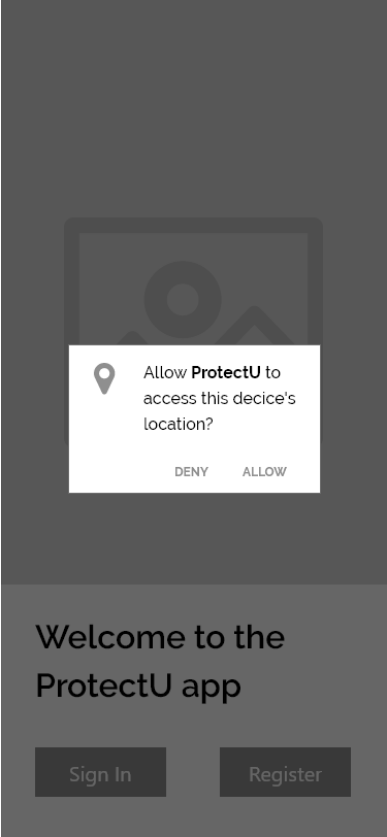 Allow ProtectU to
access this decice's
location?
DENY ALLOW
Welcome to the
ProtectU app
Sign In Register